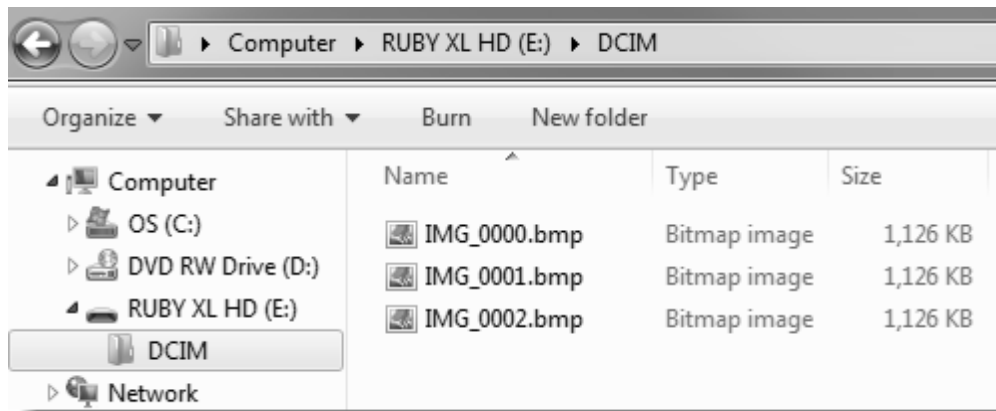 Computer ▸ RUBY XL HD (E:) ▸ DCIM
Organize ▾ Share with ▾ Burn New folder
Computer
OS (C:)
DVD RW Drive (D:)
RUBY XL HD (E:)
DCIM
Network
Name Type Size
IMG_0000.bmp Bitmap image 1,126 KB
IMG_0001.bmp Bitmap image 1,126 KB
IMG_0002.bmp Bitmap image 1,126 KB